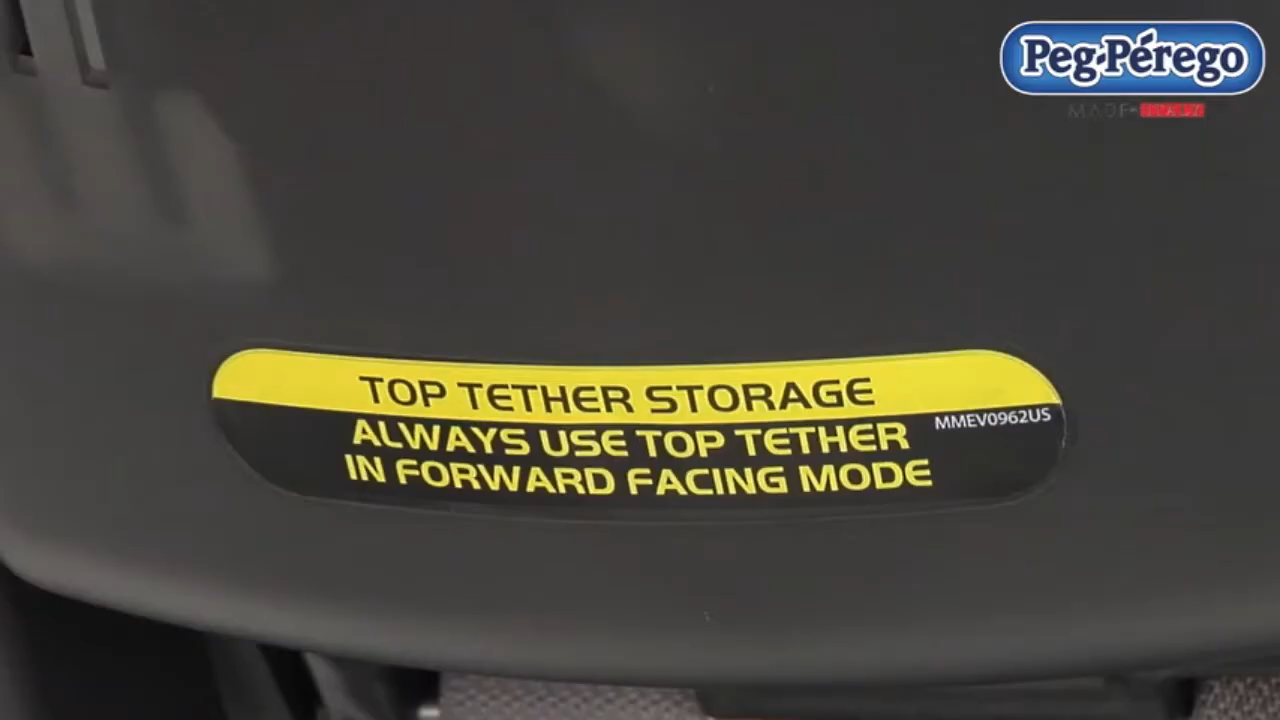 Peg-Pérego
TOP TETHER STORAGE
MMEV0962US
ALWAYS USE TOP TETHER
IN FORWARD FACING MODE